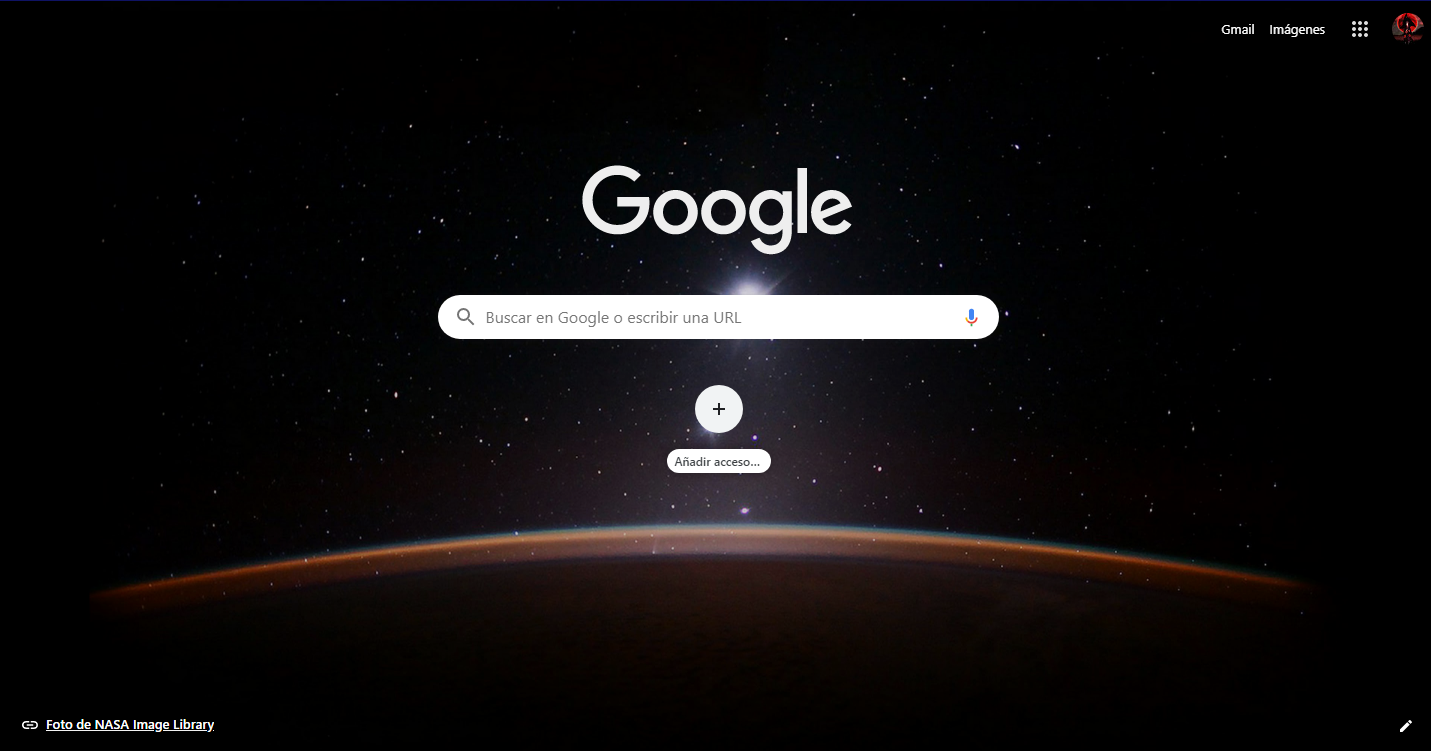 Gmail Imágenes
Google
Buscar en Google o escribir una URL
Añadir acceso...
Foto de NASA Image Library